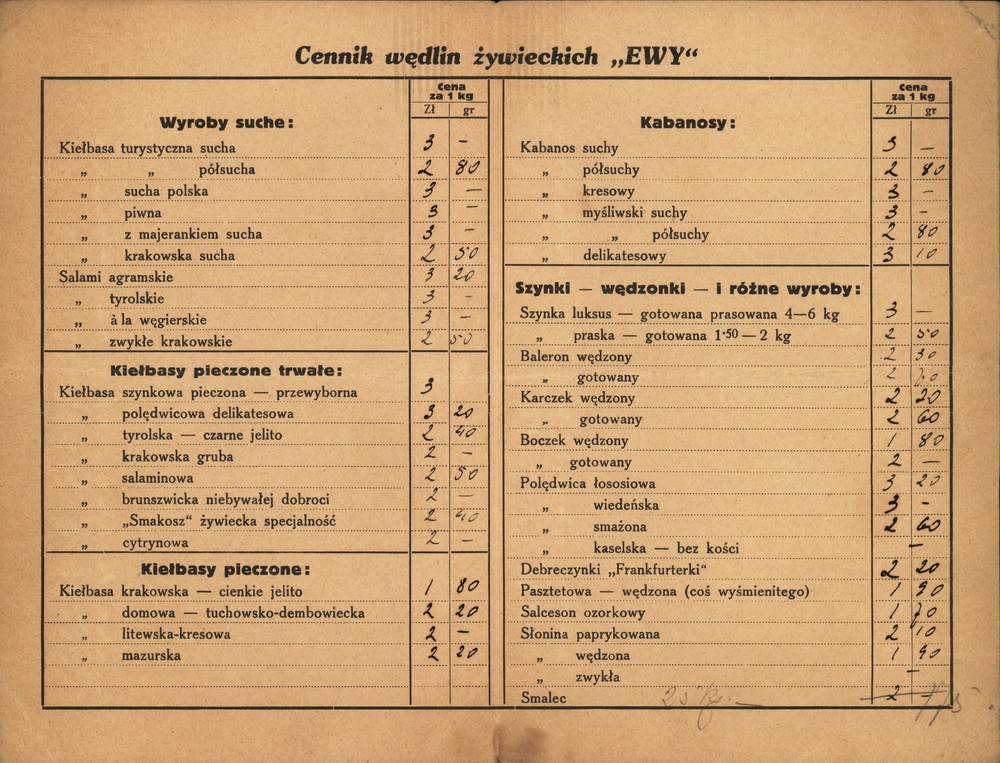 Cennik wędlin żywieckich „EWY“
Cena
za 1 kg
Zł gr
Wyroby suche:
Kiełbasa turystyczna sucha 3 –
„ „ półsucha 2 80
„ sucha polska 3 –
„ piwna 3 –
„ z majerankiem sucha 3 –
„ krakowska sucha 2 50
Salami agramskie 3 20
„ tyrolskie 3 –
„ à la węgierskie 3 –
„ zwykłe krakowskie 2 50
Kiełbasy pieczone trwałe:
Kiełbasa szynkowa pieczona — przewyborna 3
„ polędwicowa delikatesowa 3 20
„ tyrolska — czarne jelito 2 40
„ krakowska gruba 2 –
„ salaminowa 2 50
„ brunszwicka niebywałej dobroci 2 –
„ „Smakosz“ żywiecka specjalność 2 40
„ cytrynowa 2 –
Kiełbasy pieczone:
Kiełbasa krakowska — cienkie jelito 1 80
„ domowa — tuchowsko-dembowiecka 2 20
„ litewska-kresowa 2 –
„ mazurska 2 20
Cena
za 1 kg
Zł gr
Kabanosy:
Kabanos suchy 3 –
„ półsuchy 2 80
„ kresowy 3 –
„ myśliwski suchy 3 –
„ „ półsuchy 2 80
„ delikatesowy 3 10
Szynki — wędzonki — i różne wyroby:
Szynka luksus — gotowana prasowana 4—6 kg 3 –
„ praska — gotowana 1·50 — 2 kg 2 50
Baleron wędzony 2 30
„ gotowany 2
Karczek wędzony 2 20
„ gotowany 2 60
Boczek wędzony 1 80
„ gotowany 2 –
Polędwica łososiowa 3 20
„ wiedeńska 3 –
„ smażona 2 60
„ kaselska — bez kości –
Debreczynki „Frankfurterki“ 2 20
Pasztetowa — wędzona (coś wyśmienitego) 1 90
Salceson ozorkowy 1 70
Słonina paprykowana 2 10
„ wędzona 1 90
„ zwykła –
Smalec 2